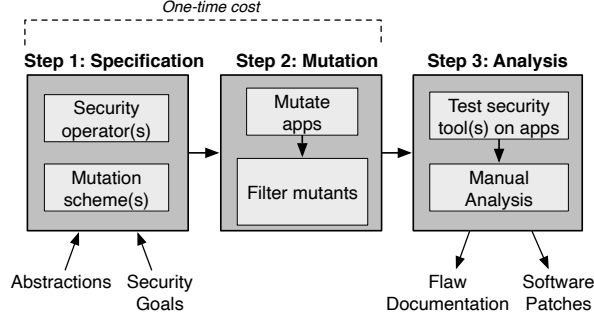 One-time cost
Step 1: Specification
Step 2: Mutation
Step 3: Analysis
Security
operator(s)
Mutation
scheme(s)
Mutate
apps
Filter mutants
Test security
tool(s) on apps
Manual
Analysis
Abstractions
Security
Goals
Flaw
Documentation
Software
Patches